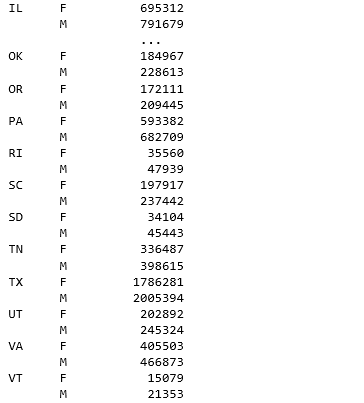 IL F 695312
M 791679
...
OK F 184967
M 228613
OR F 172111
M 209445
PA F 593382
M 682709
RI F 35560
M 47939
SC F 197917
M 237442
SD F 34104
M 45443
TN F 336487
M 398615
TX F 1786281
M 2005394
UT F 202892
M 245324
VA F 405503
M 466873
VT F 15079
M 21353